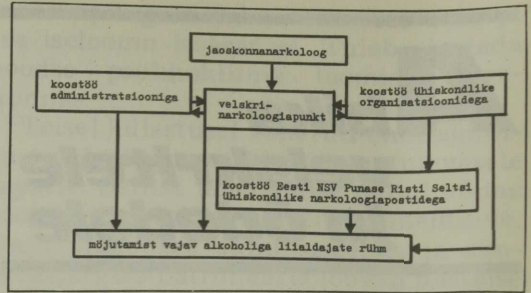 jaoskonnanarkoloog
koostöö
administratsiooniga
velskri-
narkoloogiapunkt
koostöö ühiskondlike
organisatsioonidega
koostöö Eesti NSV Punase Risti Seltsi
ühiskondlike narkoloogiapostidega
mõjutamist vajav alkoholiga liialdajate rühm